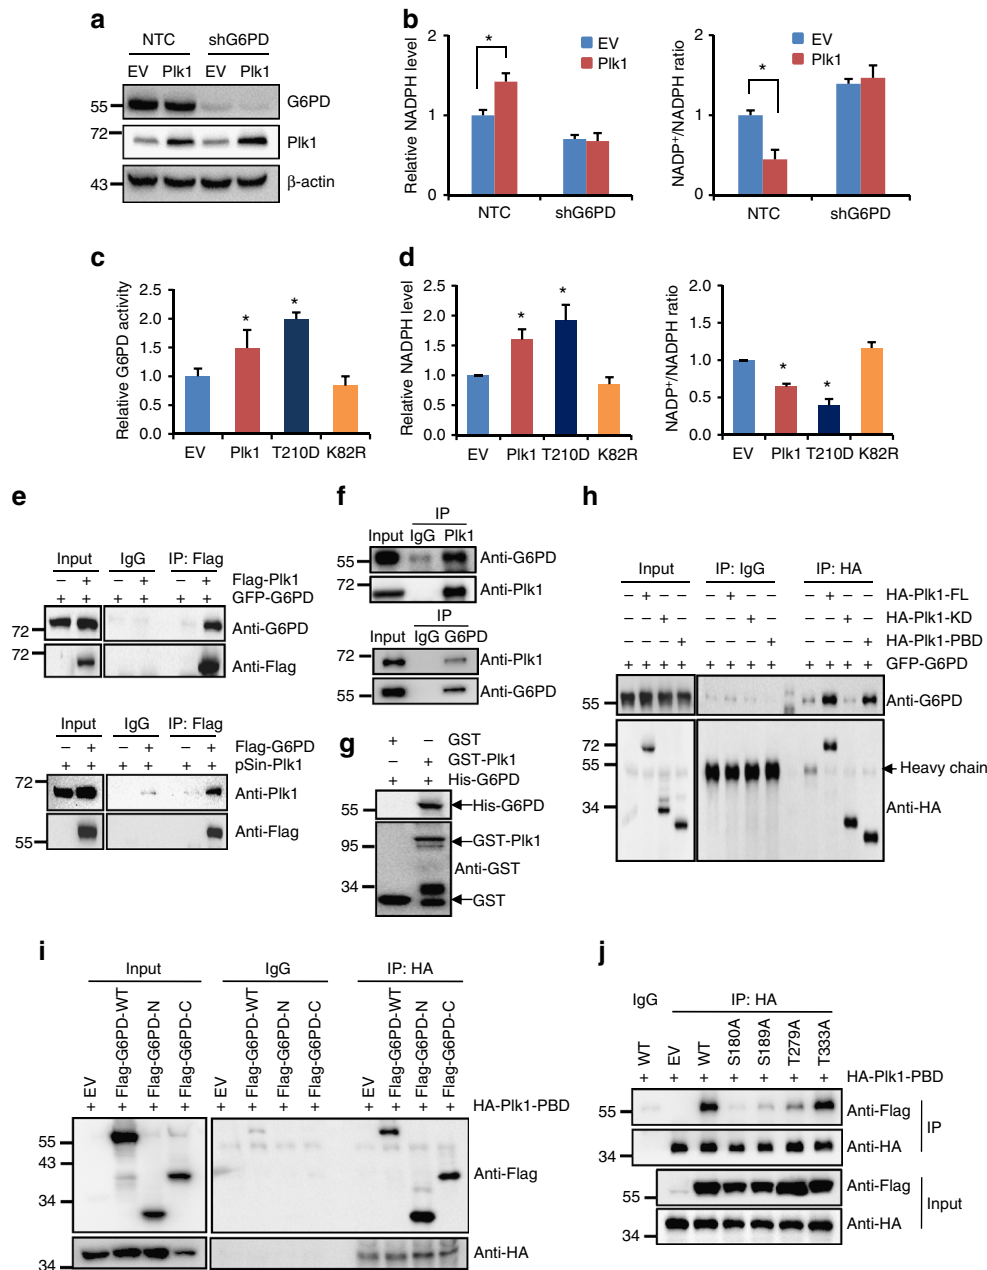 a
NTC shG6PD
EV Plk1 EV Plk1
55 G6PD
72 Plk1
43 β-actin
b
Relative NADPH level
2
1
0
*
EV
Plk1
NTC shG6PD
NADP+/NADPH ratio
2
1
0
*
EV
Plk1
NTC shG6PD
c
Relative G6PD activity
2.5
2.0
1.5
1.0
0.5
0.0
* *
EV Plk1 T210D K82R
d
Relative NADPH level
2.5
2.0
1.5
1.0
0.5
0.0
* *
EV Plk1 T210D K82R
NADP+/NADPH ratio
2.5
2.0
1.5
1.0
0.5
0.0
* *
EV Plk1 T210D K82R
e
Input IgG IP: Flag
– + – + – + Flag-Plk1
+ + + + + + GFP-G6PD
72 Anti-G6PD
72 Anti-Flag
Input IgG IP: Flag
– + – + – + Flag-G6PD
+ + + + + + pSin-Plk1
72 Anti-Plk1
55 Anti-Flag
f
IP
Input IgG Plk1
55 Anti-G6PD
72 Anti-Plk1
IP
Input IgG G6PD
72 Anti-Plk1
55 Anti-G6PD
g
+ – GST
– + GST-Plk1
+ + His-G6PD
55 His-G6PD
95 GST-Plk1
Anti-GST
34 GST
h
Input IP: IgG IP: HA
– + – – – + – – – + – – HA-Plk1-FL
– – + – – – + – – – + – HA-Plk1-KD
– – – + – – – + – – – + HA-Plk1-PBD
+ + + + + + + + + + + + GFP-G6PD
55 Anti-G6PD
72
55 Heavy chain
34 Anti-HA
i
Input IgG IP: HA
EV Flag-G6PD-WT Flag-G6PD-N Flag-G6PD-C EV Flag-G6PD-WT Flag-G6PD-N Flag-G6PD-C EV Flag-G6PD-WT Flag-G6PD-N Flag-G6PD-C
+ + + + + + + + + + + + HA-Plk1-PBD
55
43
34
Anti-Flag
34 Anti-HA
j
IgG IP: HA
WT EV WT S180A S189A T279A T333A
+ + + + + + + HA-Plk1-PBD
55 Anti-Flag
34 Anti-HA
IP
55 Anti-Flag
34 Anti-HA
Input